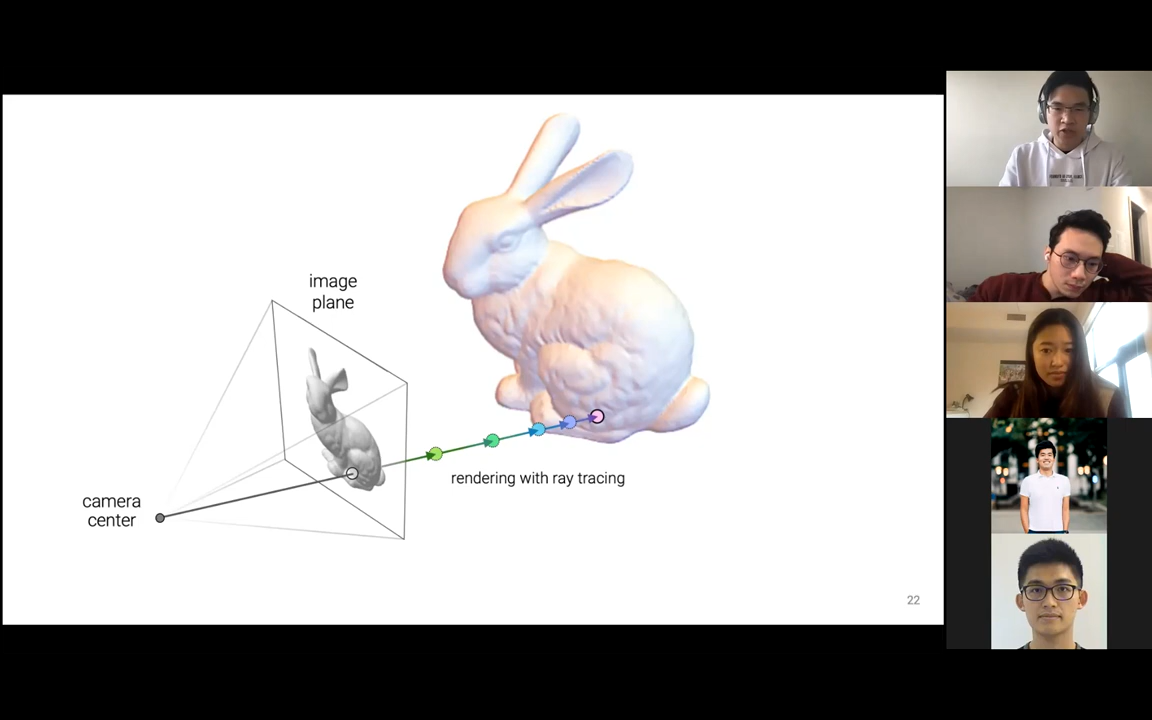 image
plane
camera
center
rendering with ray tracing
22